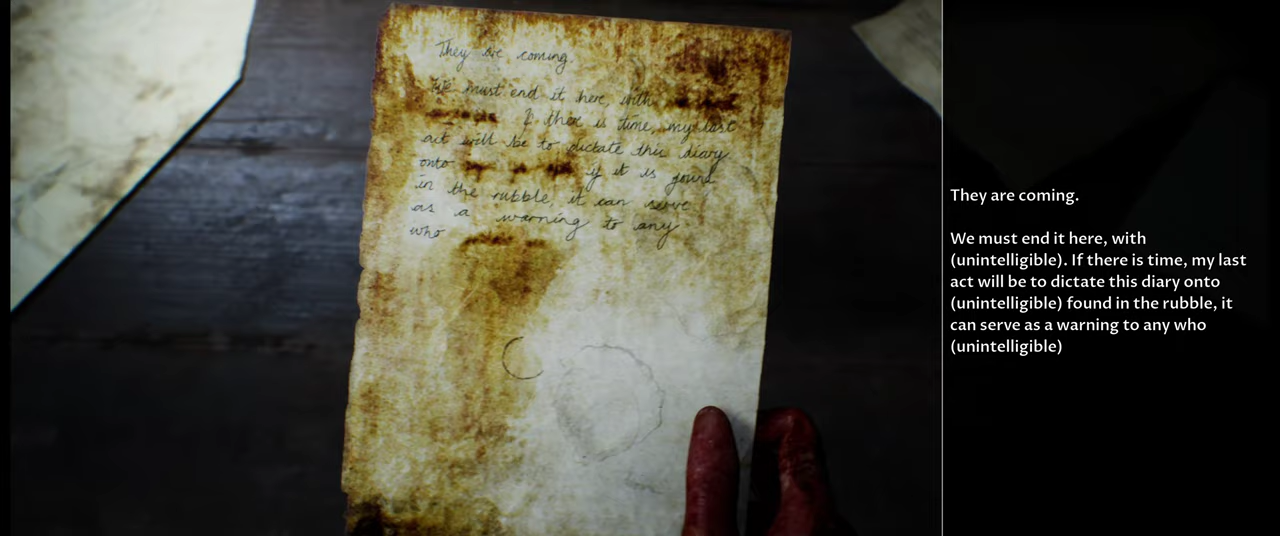 They are coming.
We must end it here, with
If there is time, my last
act will be to dictate this diary
onto if it is found
in the rubble, it can serve
as a warning to any
who
They are coming.
We must end it here, with
(unintelligible). If there is time, my last
act will be to dictate this diary onto
(unintelligible) found in the rubble, it
can serve as a warning to any who
(unintelligible)